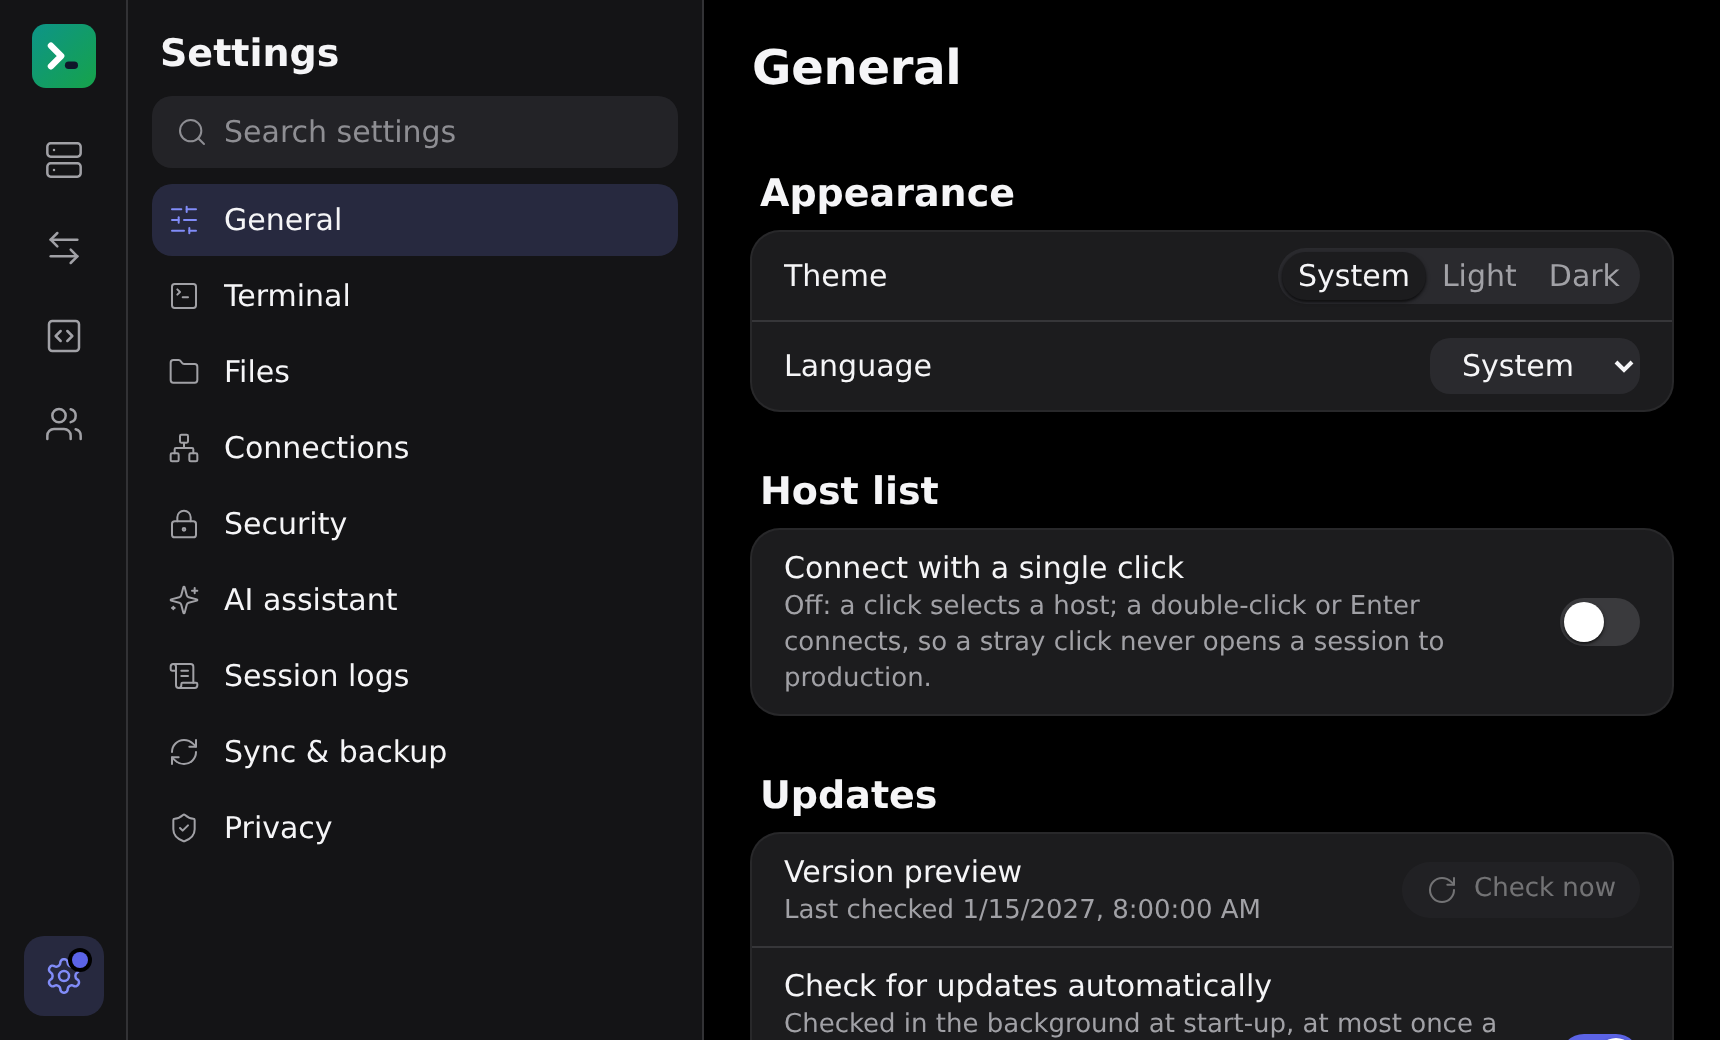 Settings
Search settings
General
Terminal
Files
Connections
Security
AI assistant
Session logs
Sync & backup
Privacy
General
Appearance
Theme
System Light Dark
Language
System
Host list
Connect with a single click
Off: a click selects a host; a double-click or Enter
connects, so a stray click never opens a session to
production.
Updates
Version preview
Last checked 1/15/2027, 8:00:00 AM
Check now
Check for updates automatically
Checked in the background at start-up, at most once a